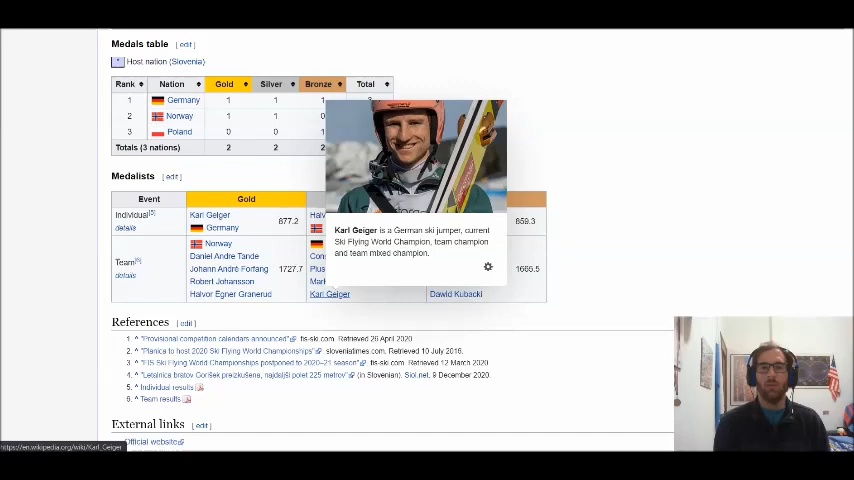 Medals table [ edit ]
* Host nation (Slovenia)
Rank Nation Gold Silver Bronze Total
1 Germany 1 1 1
2 Norway 1 1 0
3 Poland 0 0 1
Totals (3 nations) 2 2
Medalists [ edit ]
Event Gold
Individual[5]
details
Karl Geiger
Germany
877.2
859.3
Team[6]
details
Norway
Daniel Andre Tande
Johann André Forfang
Robert Johansson
Halvor Egner Granerud
1727.7
Karl Geiger
Dawid Kubacki
1665.5
Karl Geiger is a German ski jumper, current
Ski Flying World Champion, team champion
and team mixed champion.
References [ edit ]
1. ^ "Provisional competition calendars announced" fis-ski.com. Retrieved 26 April 2020
2. ^ "Planica to host 2020 Ski Flying World Championships" sloveniatimes.com. Retrieved 10 July 2016.
3. ^ "FIS Ski Flying World Championships postponed to 2020–21 season" fis-ski.com. Retrieved 12 March 2020
4. ^ "Letalnica bratov Gorišek preizkušena, najdaljši polet 225 metrov" (in Slovenian). Siol.net. 9 December 2020.
5. ^ Individual results
6. ^ Team results
External links [ edit ]
Official website
https://en.wikipedia.org/wiki/Karl_Geiger